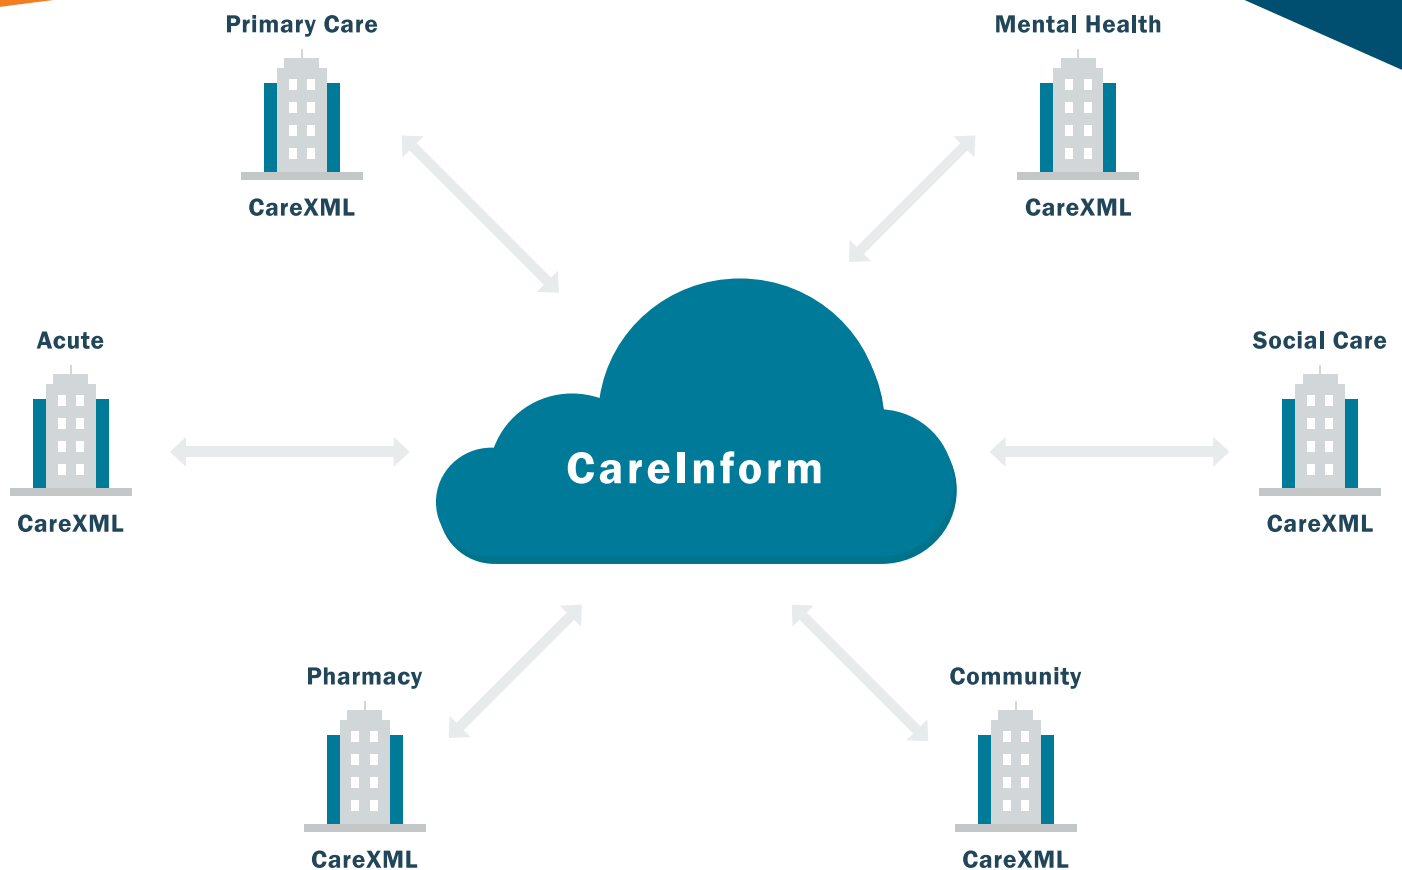 Primary Care
CareXML
Mental Health
CareXML
Acute
CareXML
CareInform
Social Care
CareXML
Pharmacy
CareXML
Community
CareXML